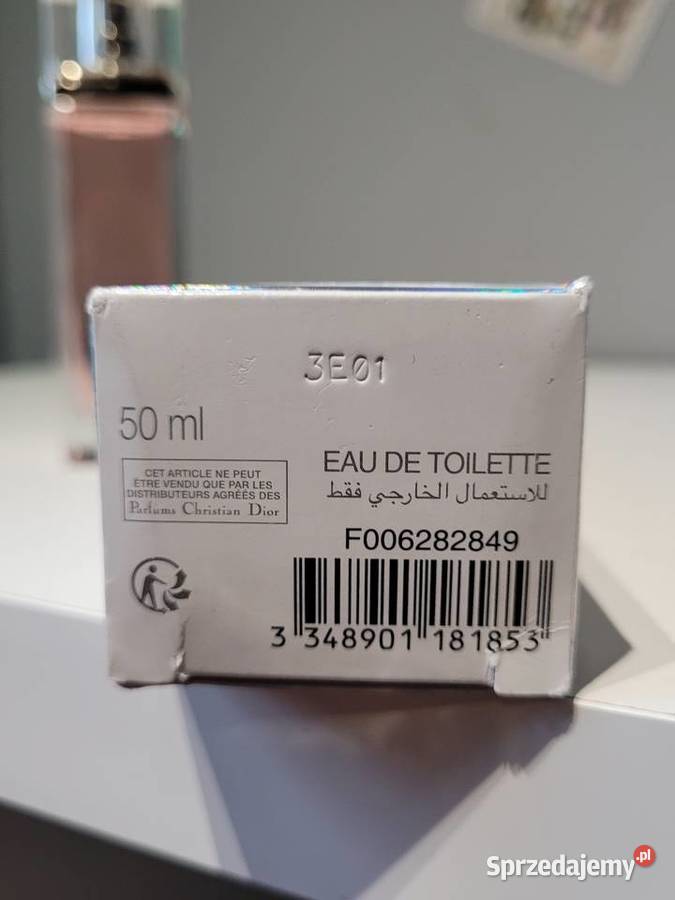 3E01
50 ml
CET ARTICLE NE PEUT
ÊTRE VENDU QUE PAR LES
DISTRIBUTEURS AGRÉÉS DES
Parfums Christian Dior
EAU DE TOILETTE
للاستعمال الخارجي فقط
F006282849
3 348901 181853
Sprzedajemy.pl